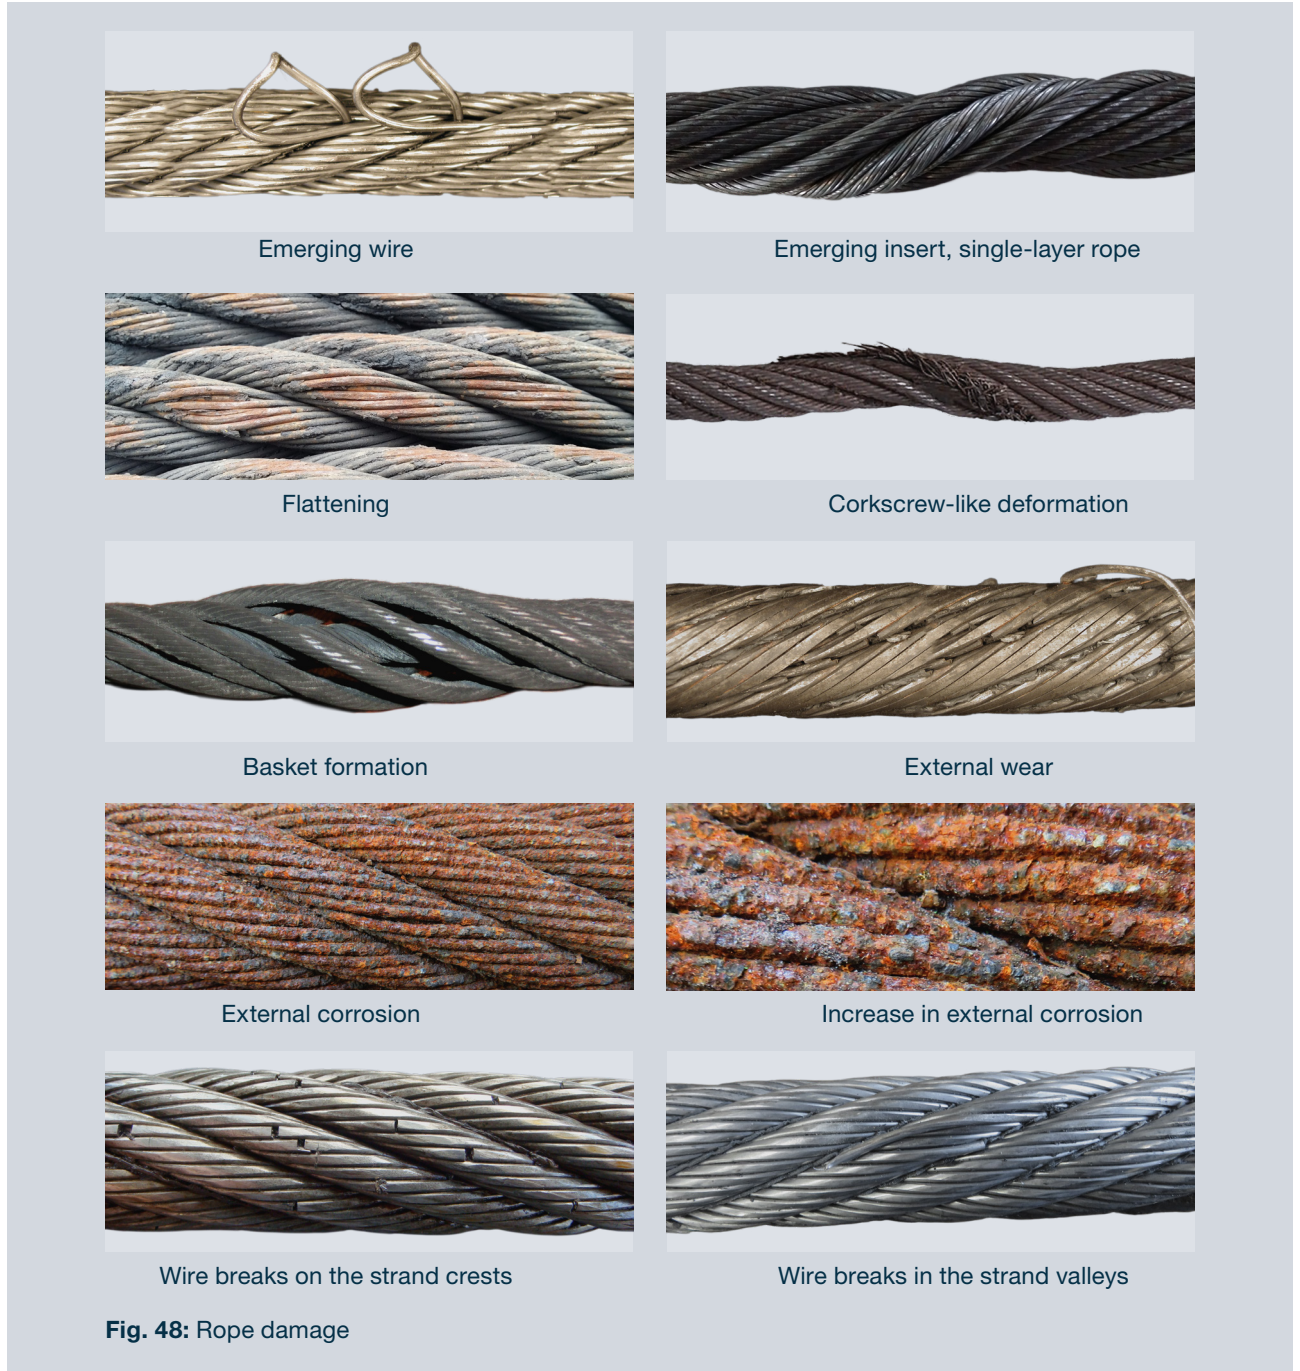 Emerging wire
Emerging insert, single-layer rope
Flattening
Corkscrew-like deformation
Basket formation
External wear
External corrosion
Increase in external corrosion
Wire breaks on the strand crests
Wire breaks in the strand valleys
Fig. 48: Rope damage